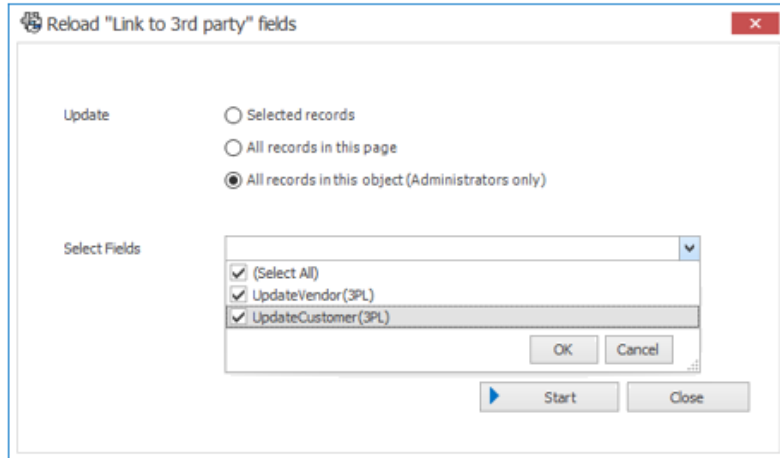 Reload "Link to 3rd party" fields
Update
Selected records
All records in this page
All records in this object (Administrators only)
Select Fields
(Select All)
UpdateVendor(3PL)
UpdateCustomer(3PL)
OK Cancel
Start Close